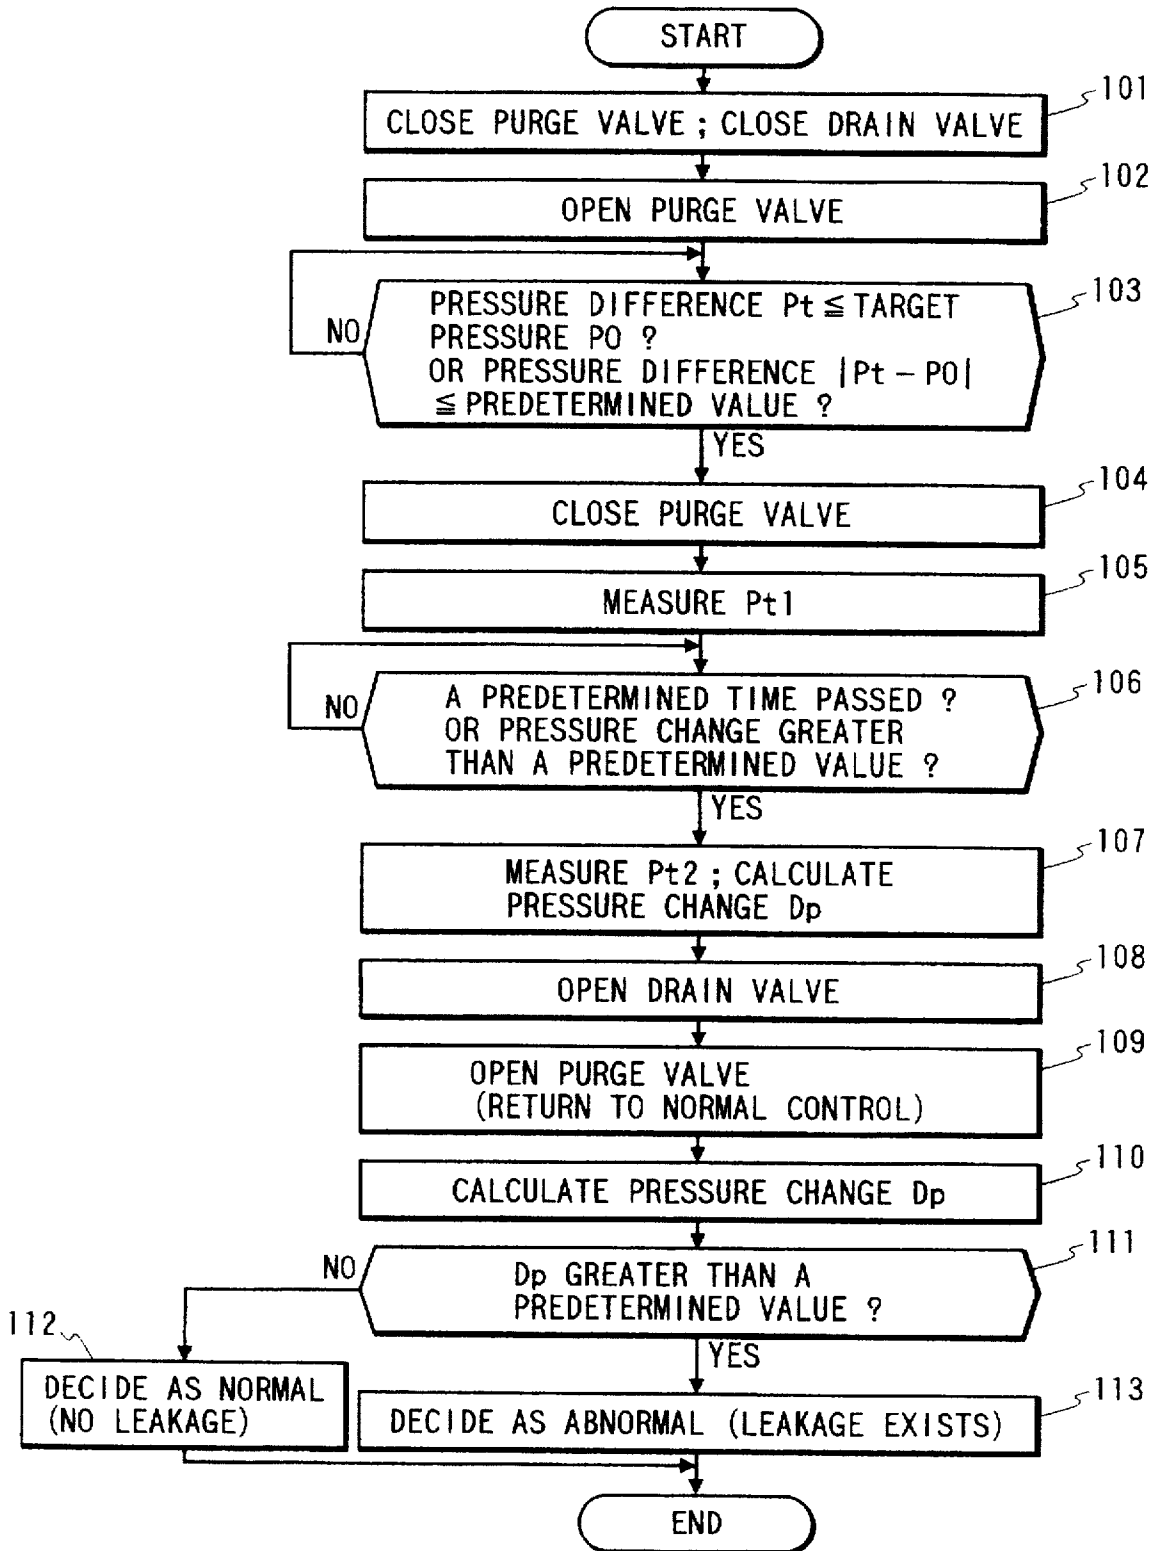 START
101
CLOSE PURGE VALVE ; CLOSE DRAIN VALVE
102
OPEN PURGE VALVE
103
PRESSURE DIFFERENCE Pt ≦ TARGET
PRESSURE PO ?
OR PRESSURE DIFFERENCE |Pt - PO|
≦ PREDETERMINED VALUE ?
NO
YES
104
CLOSE PURGE VALVE
105
MEASURE Pt1
106
A PREDETERMINED TIME PASSED ?
OR PRESSURE CHANGE GREATER
THAN A PREDETERMINED VALUE ?
NO
YES
107
MEASURE Pt2 ; CALCULATE
PRESSURE CHANGE Dp
108
OPEN DRAIN VALVE
109
OPEN PURGE VALVE
(RETURN TO NORMAL CONTROL)
110
CALCULATE PRESSURE CHANGE Dp
111
Dp GREATER THAN A
PREDETERMINED VALUE ?
NO
YES
112
DECIDE AS NORMAL
(NO LEAKAGE)
113
DECIDE AS ABNORMAL (LEAKAGE EXISTS)
END